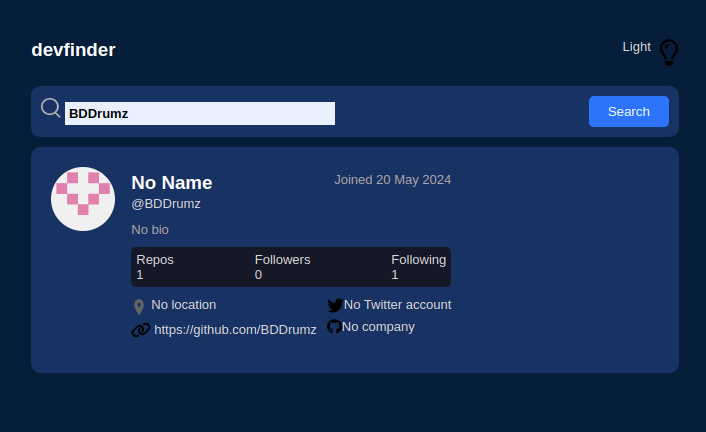 devfinder
Light
BDDrumz
Search
No Name
Joined 20 May 2024
@BDDrumz
No bio
Repos Followers Following
1 0 1
No location
No Twitter account
https://github.com/BDDrumz
No company